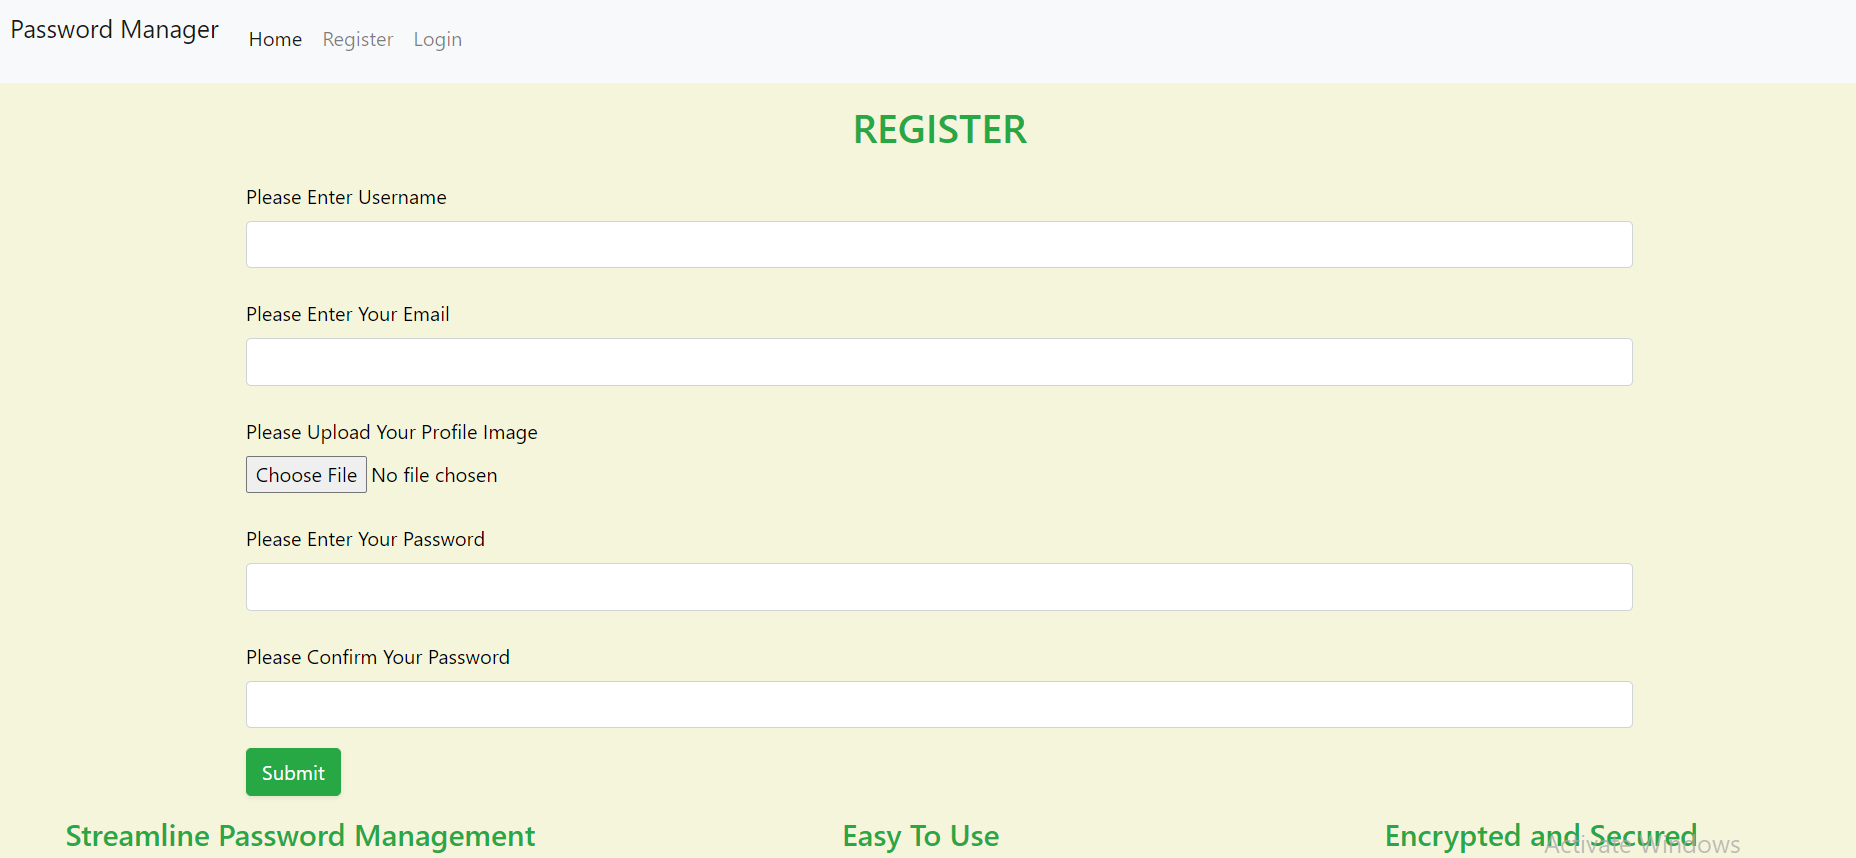 Password Manager Home Register Login
REGISTER
Please Enter Username
Please Enter Your Email
Please Upload Your Profile Image
Choose File No file chosen
Please Enter Your Password
Please Confirm Your Password
Submit
Streamline Password Management Easy To Use Encrypted and Secured
Activate Windows